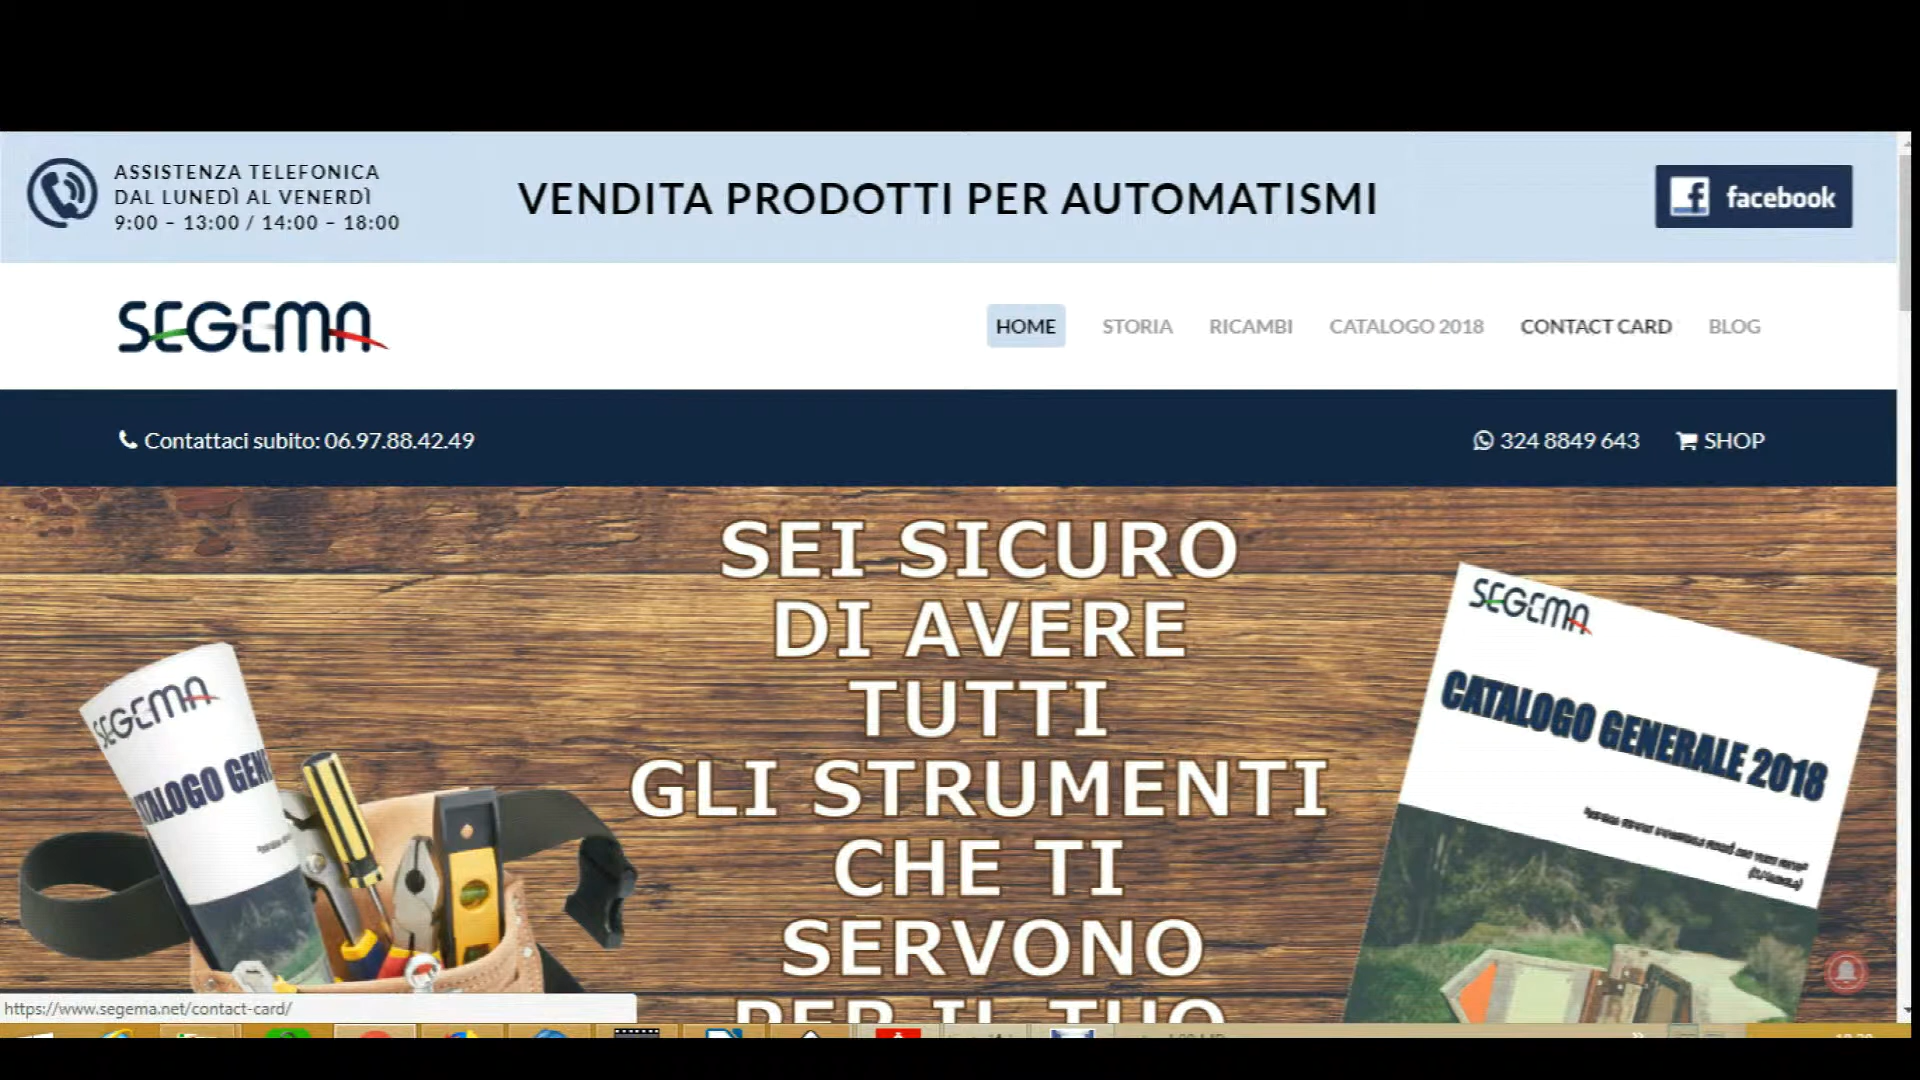 ASSISTENZA TELEFONICA
DAL LUNEDÌ AL VENERDÌ
9:00 – 13:00 / 14:00 – 18:00
VENDITA PRODOTTI PER AUTOMATISMI
facebook
SEGEMA
HOME STORIA RICAMBI CATALOGO 2018 CONTACT CARD BLOG
Contattaci subito: 06.97.88.42.49
324 8849 643 SHOP
SEI SICURO
DI AVERE
TUTTI
GLI STRUMENTI
CHE TI
SERVONO
PER IL TUO
SEGEMA
CATALOGO GENERALE 2018
SEGEMA
https://www.segema.net/contact-card/